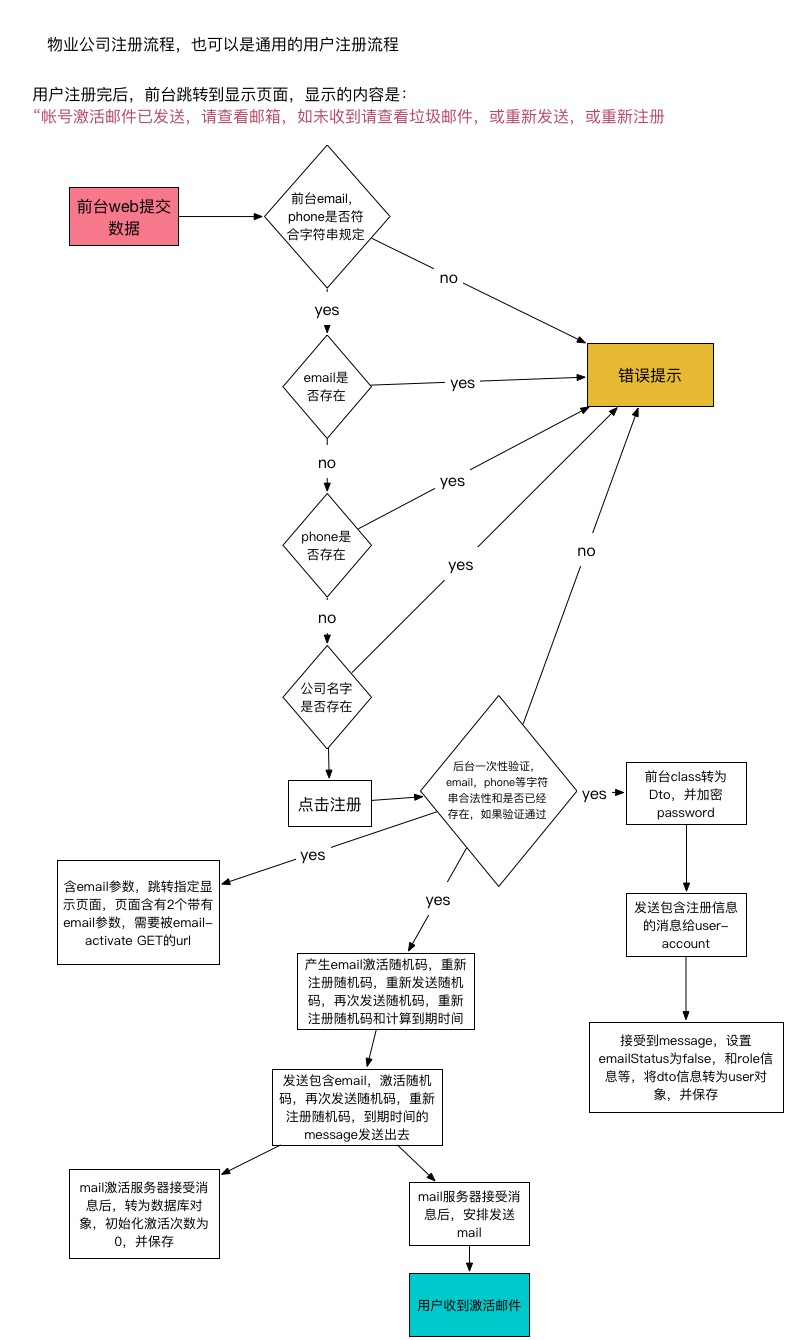 物业公司注册流程，也可以是通用的用户注册流程
用户注册完后，前台跳转到显示页面，显示的内容是：
“帐号激活邮件已发送，请查看邮箱，如未收到请查看垃圾邮件，或重新发送，或重新注册
前台web提交
数据
前台email，
phone是否符
合字符串规定
no
yes
email是
否存在
yes
错误提示
no
phone是
否存在
yes
no
公司名字
是否存在
yes
no
点击注册
后台一次性验证，
email，phone等字符
串合法性和是否已经
存在，如果验证通过
yes
前台class转为
Dto，并加密
password
yes
含email参数，跳转指定显
示页面，页面含有2个带有
email参数，需要被email-
activate GET的url
yes
发送包含注册信息
的消息给user-
account
产生email激活随机码，重新
注册随机码，重新发送随机
码，再次发送随机码，重新
注册随机码和计算到期时间
接受到message，设置
emailStatus为false，和role信
息等，将dto信息转为user对
象，并保存
发送包含email，激活随机
码，再次发送随机码，重新
注册随机码，到期时间的
message发送出去
mail激活服务器接受消
息后，转为数据库对
象，初始化激活次数为
0，并保存
mail服务器接受消
息后，安排发送
mail
用户收到激活邮件